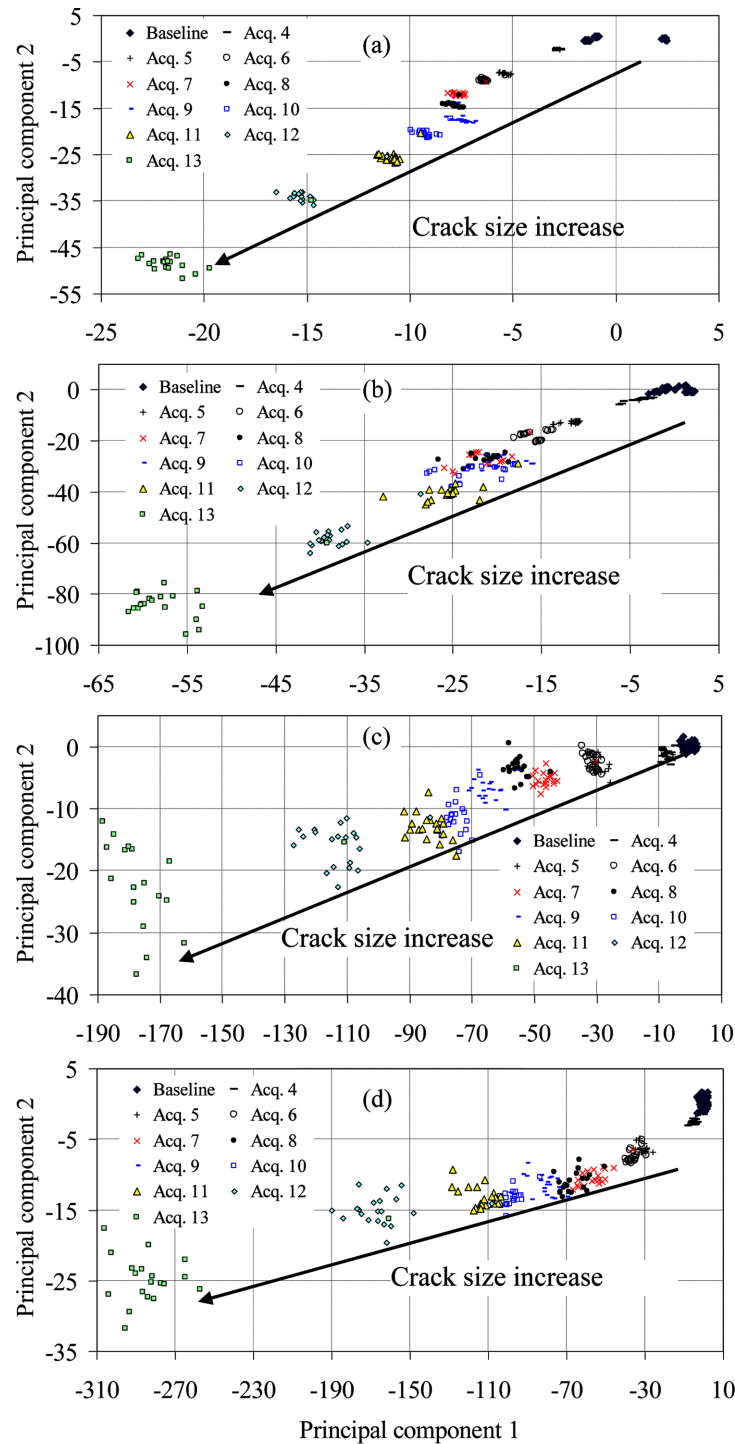 5
-5
-15
-25
-35
-45
-55
Principal component 2
(a)
Baseline Acq. 4
Acq. 5 Acq. 6
Acq. 7 Acq. 8
Acq. 9 Acq. 10
Acq. 11 Acq. 12
Acq. 13
Crack size increase
-25 -20 -15 -10 -5 0 5
0
-20
-40
-60
-80
-100
Principal component 2
(b)
Baseline Acq. 4
Acq. 5 Acq. 6
Acq. 7 Acq. 8
Acq. 9 Acq. 10
Acq. 11 Acq. 12
Acq. 13
Crack size increase
-65 -55 -45 -35 -25 -15 -5 5
0
-10
-20
-30
-40
Principal component 2
(c)
Baseline Acq. 4
Acq. 5 Acq. 6
Acq. 7 Acq. 8
Acq. 9 Acq. 10
Acq. 11 Acq. 12
Acq. 13
Crack size increase
-190 -170 -150 -130 -110 -90 -70 -50 -30 -10 10
5
-5
-15
-25
-35
Principal component 2
(d)
Baseline Acq. 4
Acq. 5 Acq. 6
Acq. 7 Acq. 8
Acq. 9 Acq. 10
Acq. 11 Acq. 12
Acq. 13
Crack size increase
-310 -270 -230 -190 -150 -110 -70 -30 10
Principal component 1